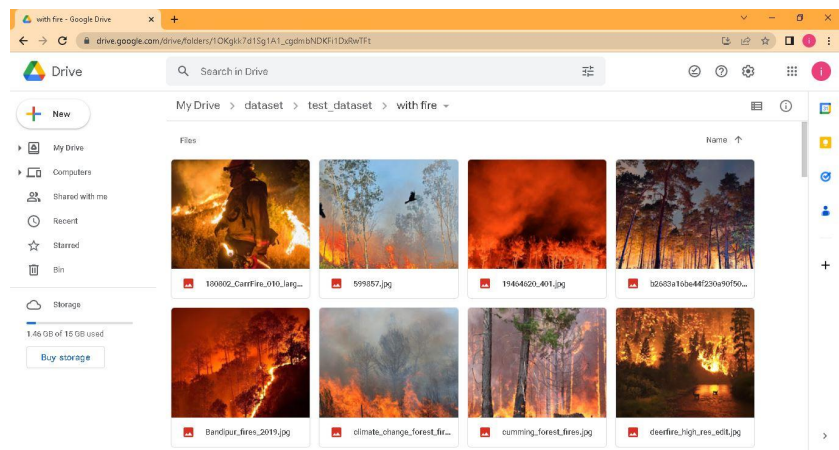 with fire - Google Drive
drive.google.com/drive/folders/1OKgkk7d1Sg1A1_cgdmbNDKFi1DxRwTFt
i
Drive
Search in Drive
i
New
My Drive > dataset > test_dataset > with fire
Files
Name
My Drive
Computers
Shared with me
Recent
Starred
Bin
Storage
1.46 GB of 15 GB used
Buy storage
180802_CarrFire_010_larg...
599857.jpg
19464620_401.jpg
b2683a16be44f230a90f50...
Bandipur_fires_2019.jpg
climate_change_forest_fir...
cumming_forest_fires.jpg
deerfire_high_res_edit.jpg